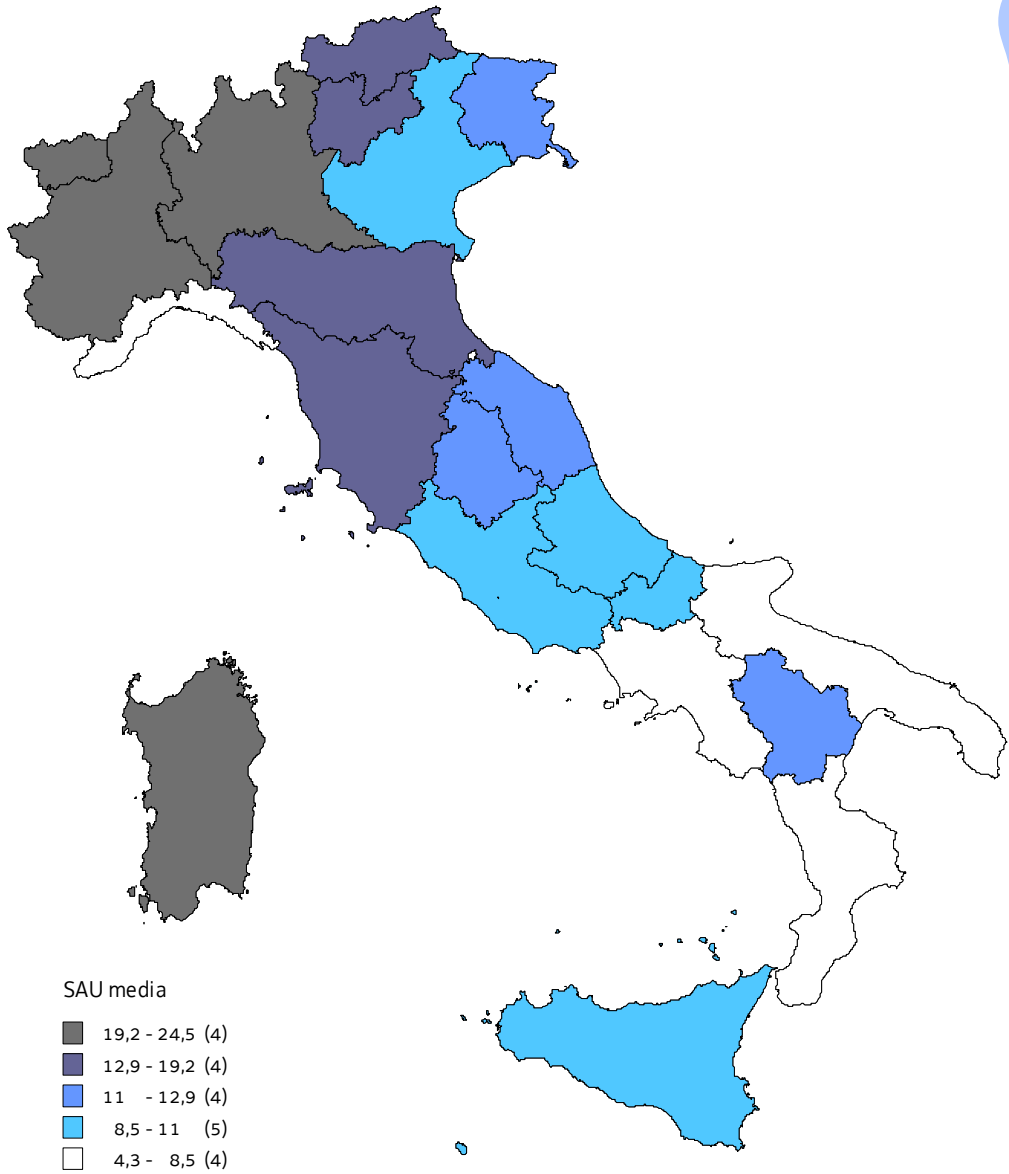 SAU media
19,2 - 24,5 (4)
12,9 - 19,2 (4)
11 - 12,9 (4)
8,5 - 11 (5)
4,3 - 8,5 (4)